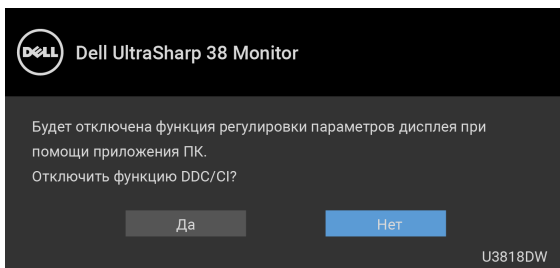 DELL Dell UltraSharp 38 Monitor
Будет отключена функция регулировки параметров дисплея при
помощи приложения ПК.
Отключить функцию DDC/CI?
Да Нет
U3818DW